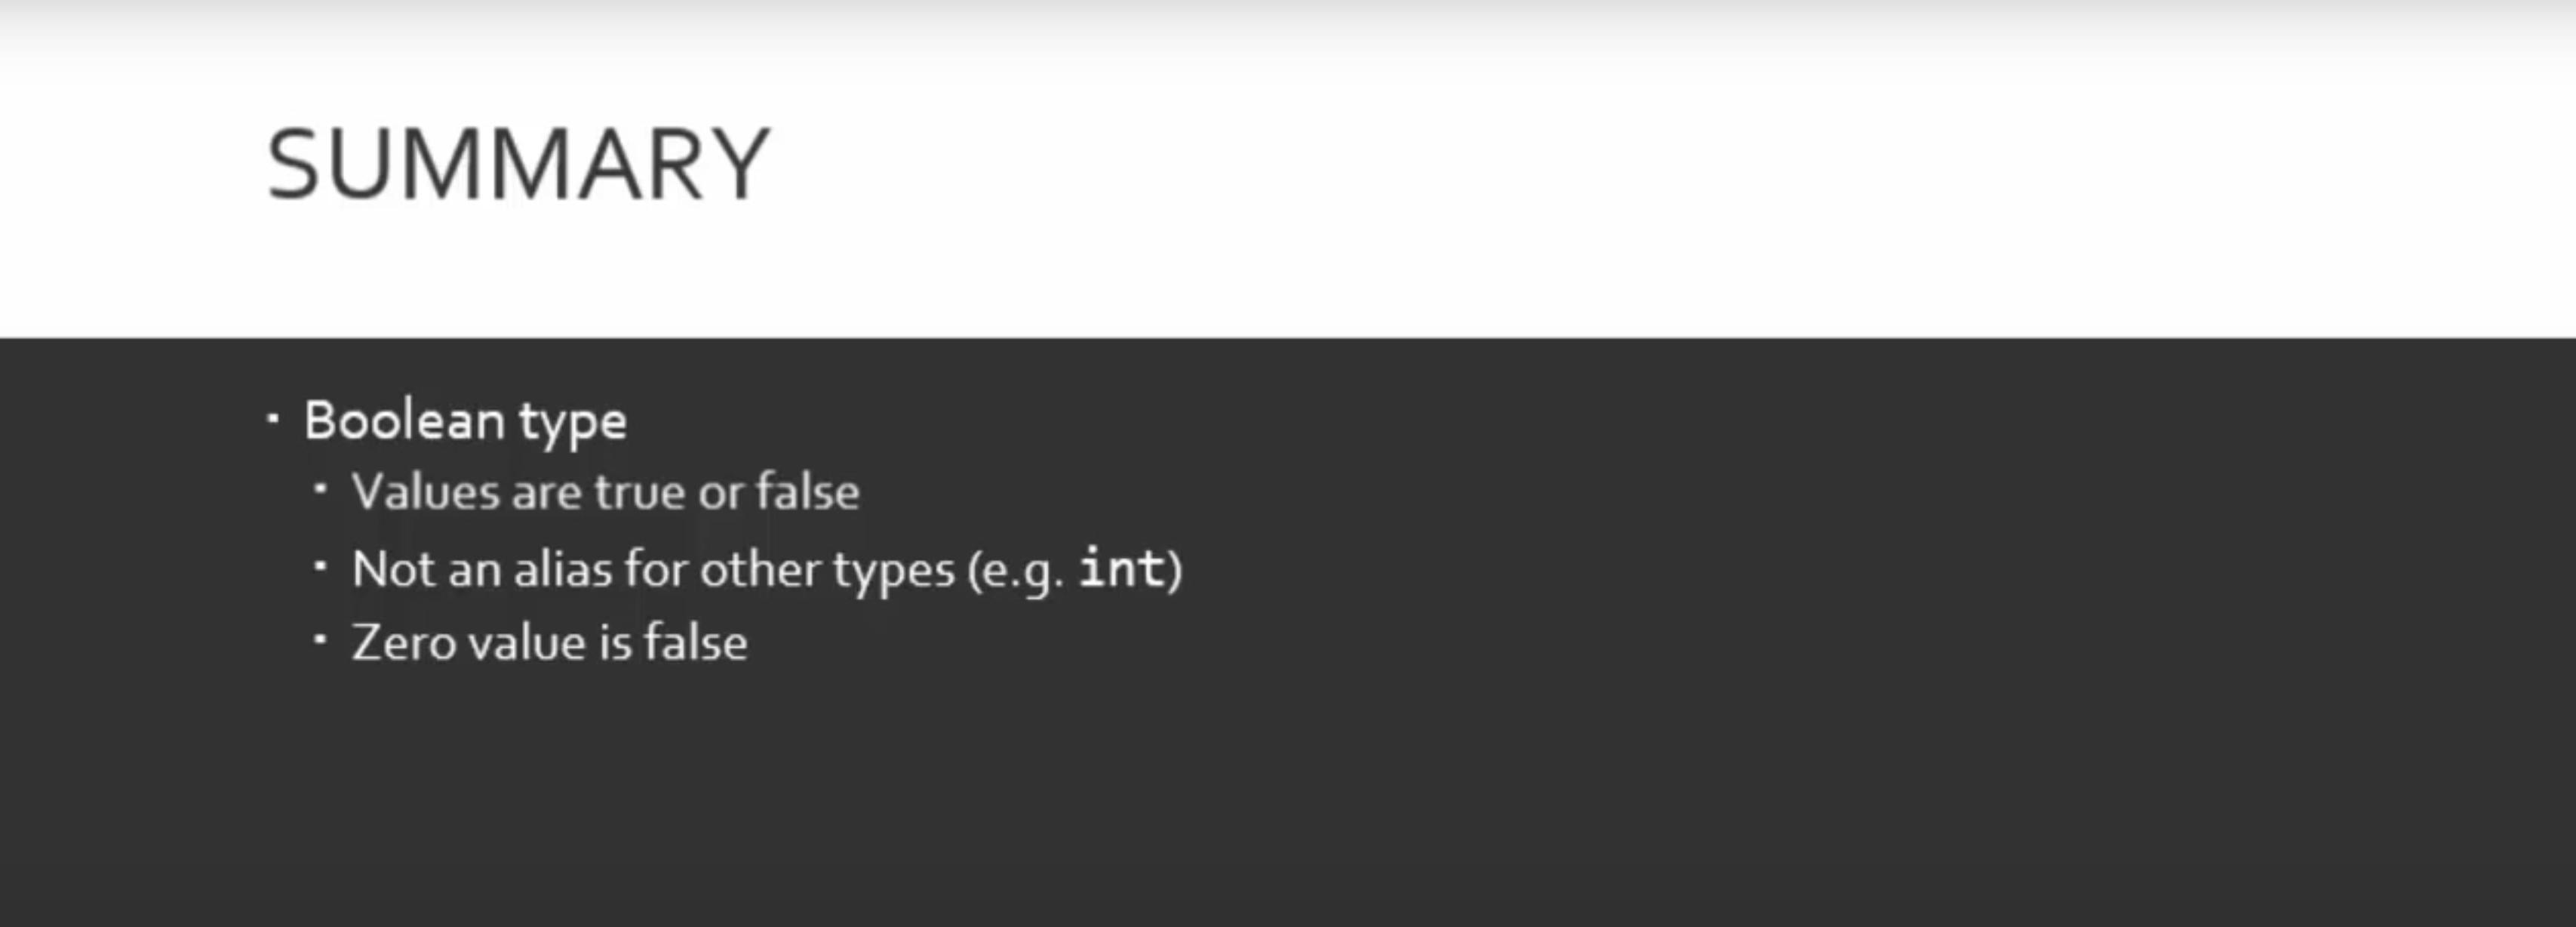 SUMMARY
▪ Boolean type
▪ Values are true or false
▪ Not an alias for other types (e.g. int)
▪ Zero value is false